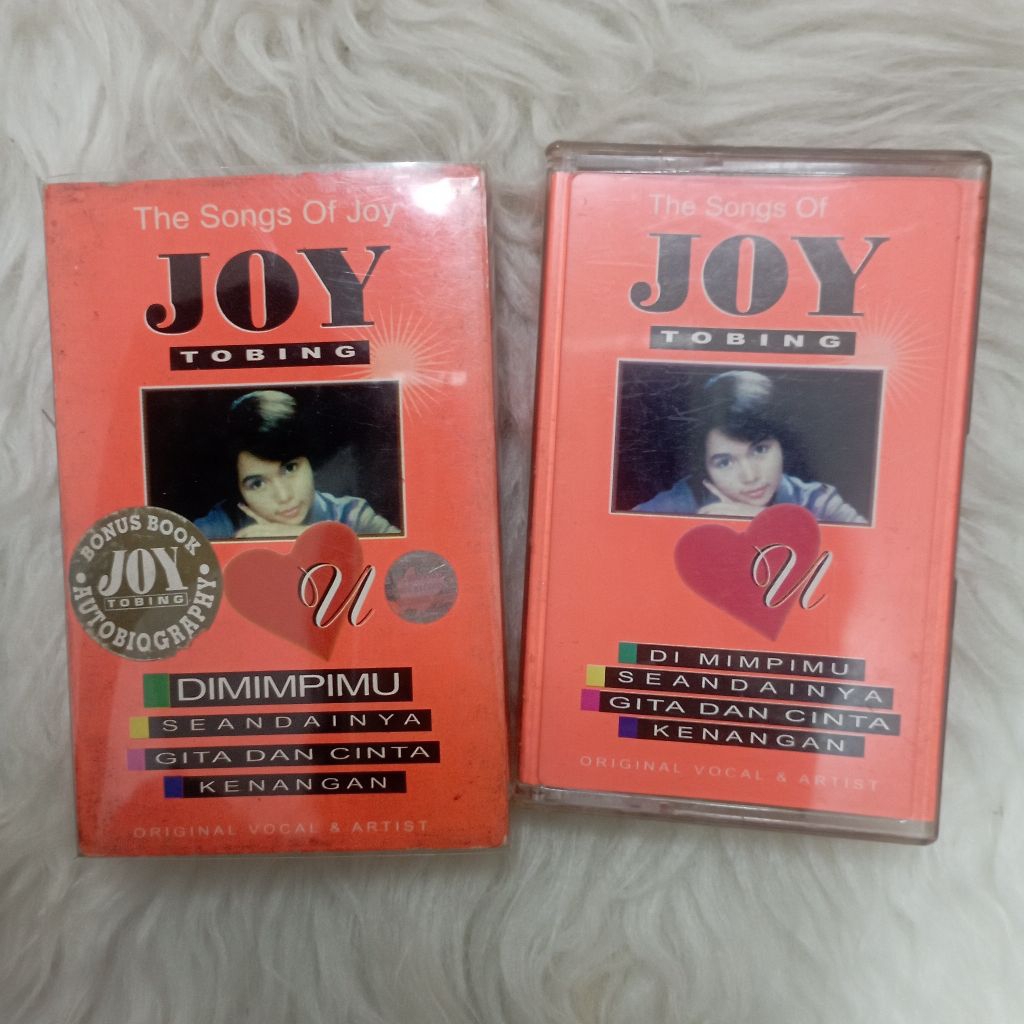 The Songs Of Joy
JOY
TOBING
BONUS BOOK
JOY
TOBING
AUTOBIOGRAPHY
U
DIMIMPIMU
SEANDAINYA
GITA DAN CINTA
KENANGAN
ORIGINAL VOCAL & ARTIST
The Songs Of
JOY
TOBING
U
DI MIMPIMU
SEANDAINYA
GITA DAN CINTA
KENANGAN
ORIGINAL VOCAL & ARTIST